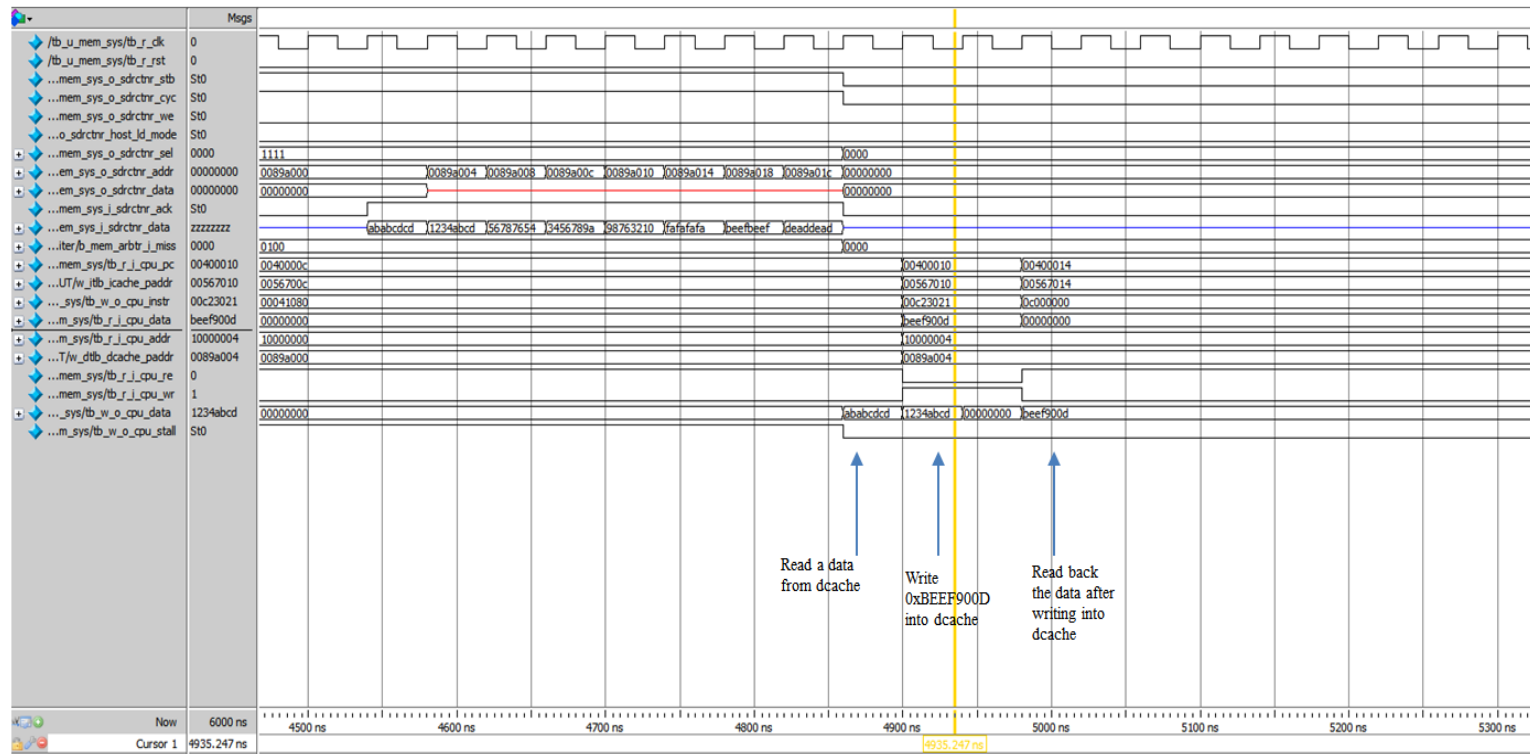 Msgs
/tb_u_mem_sys/tb_r_clk 0
/tb_u_mem_sys/tb_r_rst 0
...mem_sys_o_sdrctnr_stb St0
...mem_sys_o_sdrctnr_cyc St0
...mem_sys_o_sdrctnr_we St0
...o_sdrctnr_host_ld_mode St0
...mem_sys_o_sdrctnr_sel 0000 1111 0000
...em_sys_o_sdrctnr_addr 00000000 0089a000 0089a004 0089a008 0089a00c 0089a010 0089a014 0089a018 0089a01c 00000000
...em_sys_o_sdrctnr_data 00000000 00000000 00000000
...mem_sys_i_sdrctnr_ack St0
...em_sys_i_sdrctnr_data zzzzzzzz ababcdcd 1234abcd 56787654 3456789a 98763210 fafafafa beefbeef deaddead
...iter/b_mem_arbtr_i_miss 0000 0100 0000
...mem_sys/tb_r_i_cpu_pc 00400010 0040000c 00400010 00400014
...UT/w_itlb_icache_paddr 00567010 0056700c 00567010 00567014
..._sys/tb_w_o_cpu_instr 00c23021 00041080 00c23021 0c000000
...m_sys/tb_r_i_cpu_data beef900d 00000000 beef900d 00000000
...m_sys/tb_r_i_cpu_addr 10000004 10000000 10000004
...T/w_dtlb_dcache_paddr 0089a004 0089a000 0089a004
...mem_sys/tb_r_i_cpu_re 0
...mem_sys/tb_r_i_cpu_wr 1
..._sys/tb_w_o_cpu_data 1234abcd 00000000 ababcdcd 1234abcd 00000000 beef900d
...m_sys/tb_w_o_cpu_stall St0
Read a data
from dcache
Write
0xBEEF900D
into dcache
Read back
the data after
writing into
dcache
Now 6000 ns 4500 ns 4600 ns 4700 ns 4800 ns 4900 ns 5000 ns 5100 ns 5200 ns 5300 ns
Cursor 1 4935.247 ns 4935.247 ns